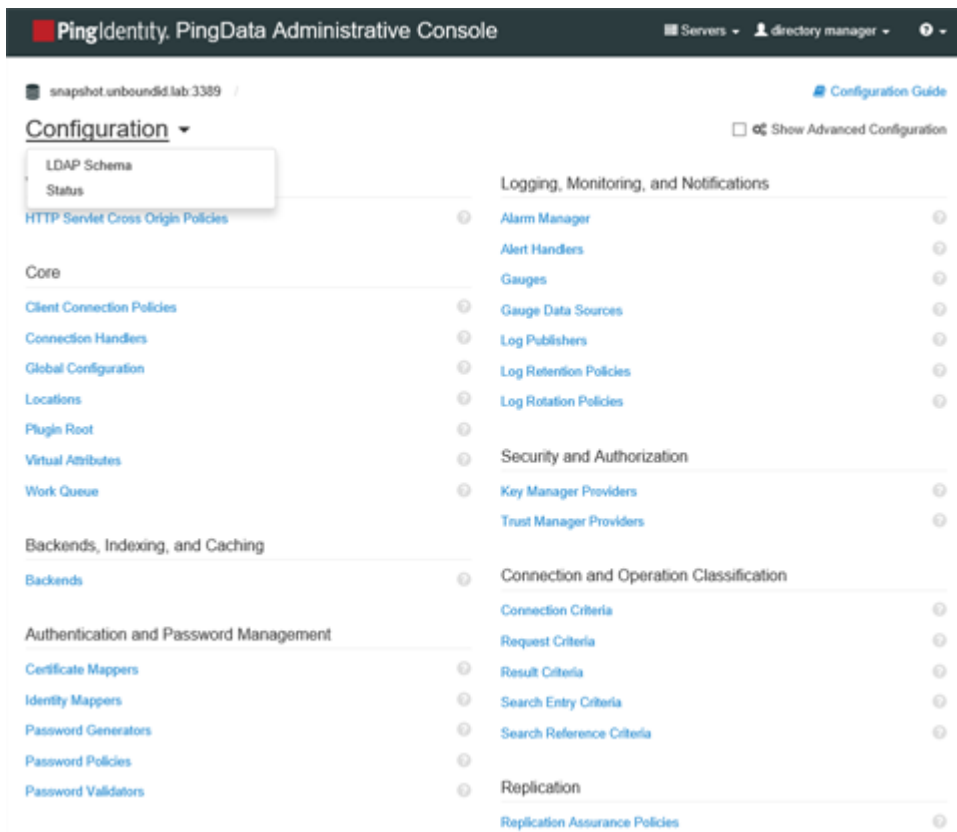 PingIdentity. PingData Administrative Console
Servers
directory manager
snapshot.unboundid.lab:3389 /
Configuration Guide
Configuration
Show Advanced Configuration
LDAP Schema
Status
HTTP Servlet Cross Origin Policies
Core
Client Connection Policies
Connection Handlers
Global Configuration
Locations
Plugin Root
Virtual Attributes
Work Queue
Backends, Indexing, and Caching
Backends
Authentication and Password Management
Certificate Mappers
Identity Mappers
Password Generators
Password Policies
Password Validators
Logging, Monitoring, and Notifications
Alarm Manager
Alert Handlers
Gauges
Gauge Data Sources
Log Publishers
Log Retention Policies
Log Rotation Policies
Security and Authorization
Key Manager Providers
Trust Manager Providers
Connection and Operation Classification
Connection Criteria
Request Criteria
Result Criteria
Search Entry Criteria
Search Reference Criteria
Replication
Replication Assurance Policies